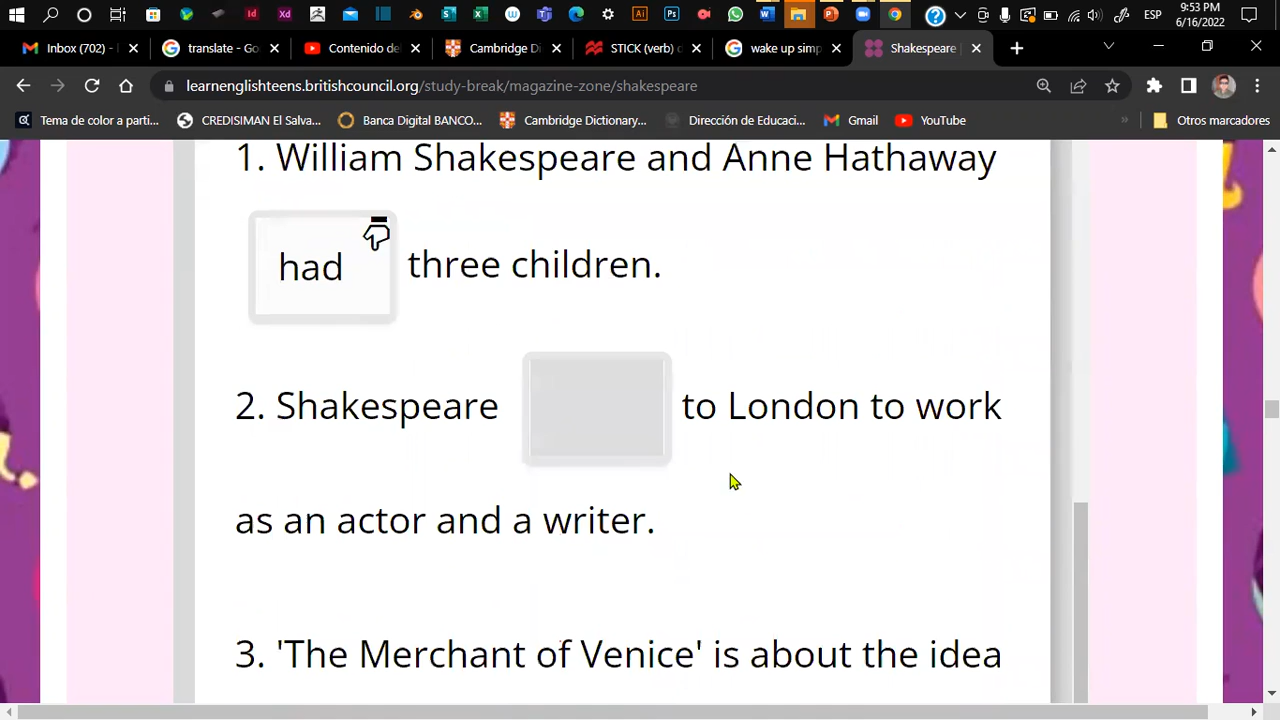 9:53 PM
ESP
6/16/2022
Inbox (702) -
translate - Go
Contenido de
Cambridge Di
STICK (verb) o
wake up simp
Shakespeare |
learnenglishteens.britishcouncil.org/study-break/magazine-zone/shakespeare
Tema de color a parti...
CREDISIMAN El Salva...
Banca Digital BANCO...
Cambridge Dictionary...
Dirección de Educaci...
Gmail
YouTube
Otros marcadores
1. William Shakespeare and Anne Hathaway
had three children.
2. Shakespeare to London to work
as an actor and a writer.
3. 'The Merchant of Venice' is about the idea